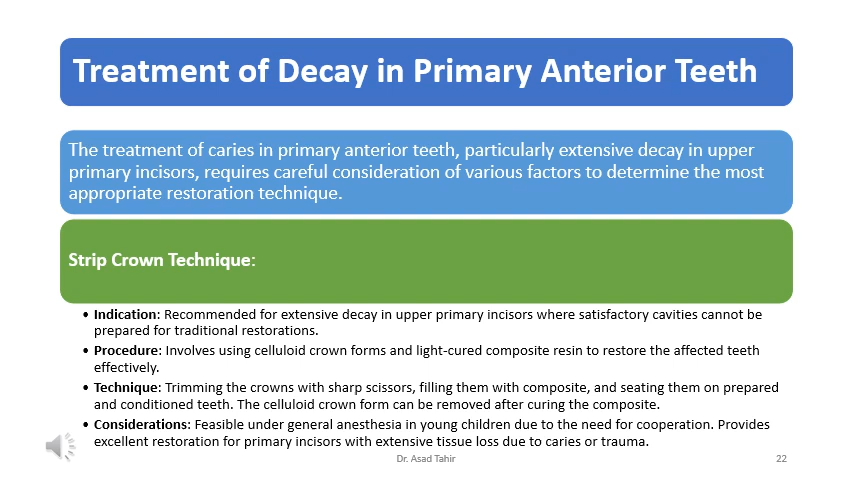 Treatment of Decay in Primary Anterior Teeth
The treatment of caries in primary anterior teeth, particularly extensive decay in upper
primary incisors, requires careful consideration of various factors to determine the most
appropriate restoration technique.
Strip Crown Technique:
• Indication: Recommended for extensive decay in upper primary incisors where satisfactory cavities cannot be
prepared for traditional restorations.
• Procedure: Involves using celluloid crown forms and light-cured composite resin to restore the affected teeth
effectively.
• Technique: Trimming the crowns with sharp scissors, filling them with composite, and seating them on prepared
and conditioned teeth. The celluloid crown form can be removed after curing the composite.
• Considerations: Feasible under general anesthesia in young children due to the need for cooperation. Provides
excellent restoration for primary incisors with extensive tissue loss due to caries or trauma.
Dr. Asad Tahir
22